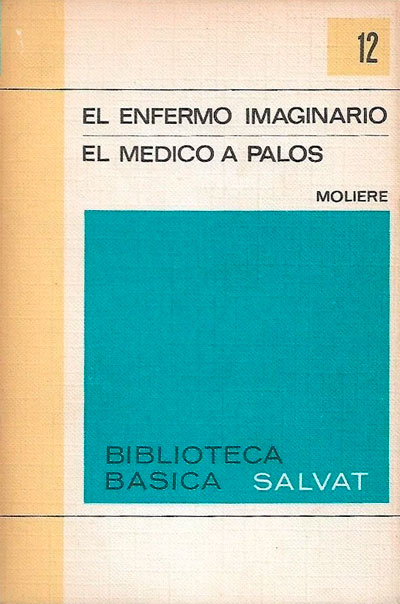 12
EL ENFERMO IMAGINARIO
EL MEDICO A PALOS
MOLIERE
BIBLIOTECA
BASICA SALVAT